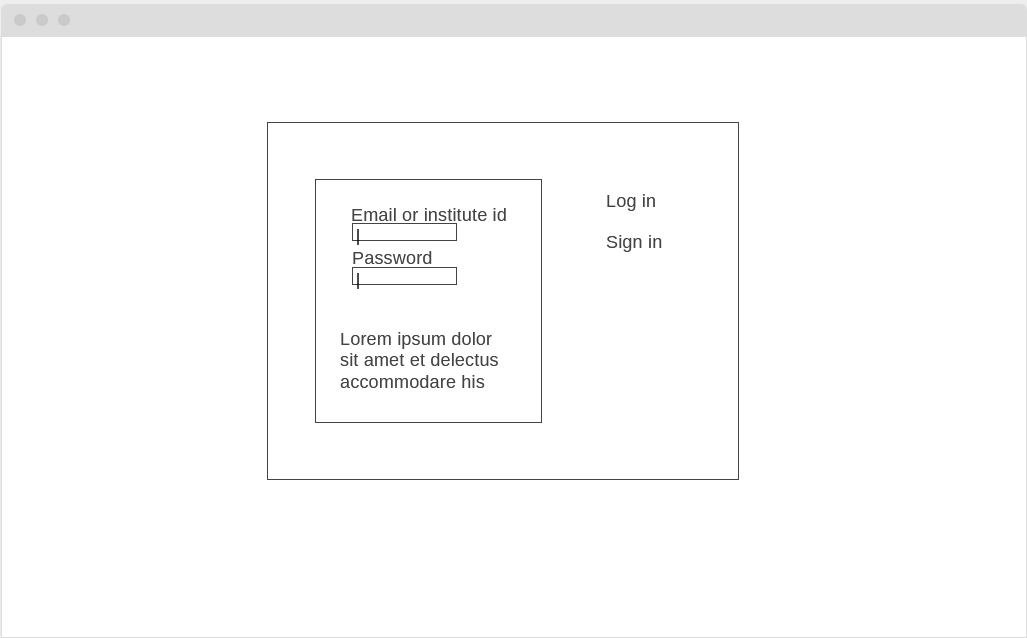 Email or institute id
Password
Lorem ipsum dolor
sit amet et delectus
accommodare his
Log in
Sign in